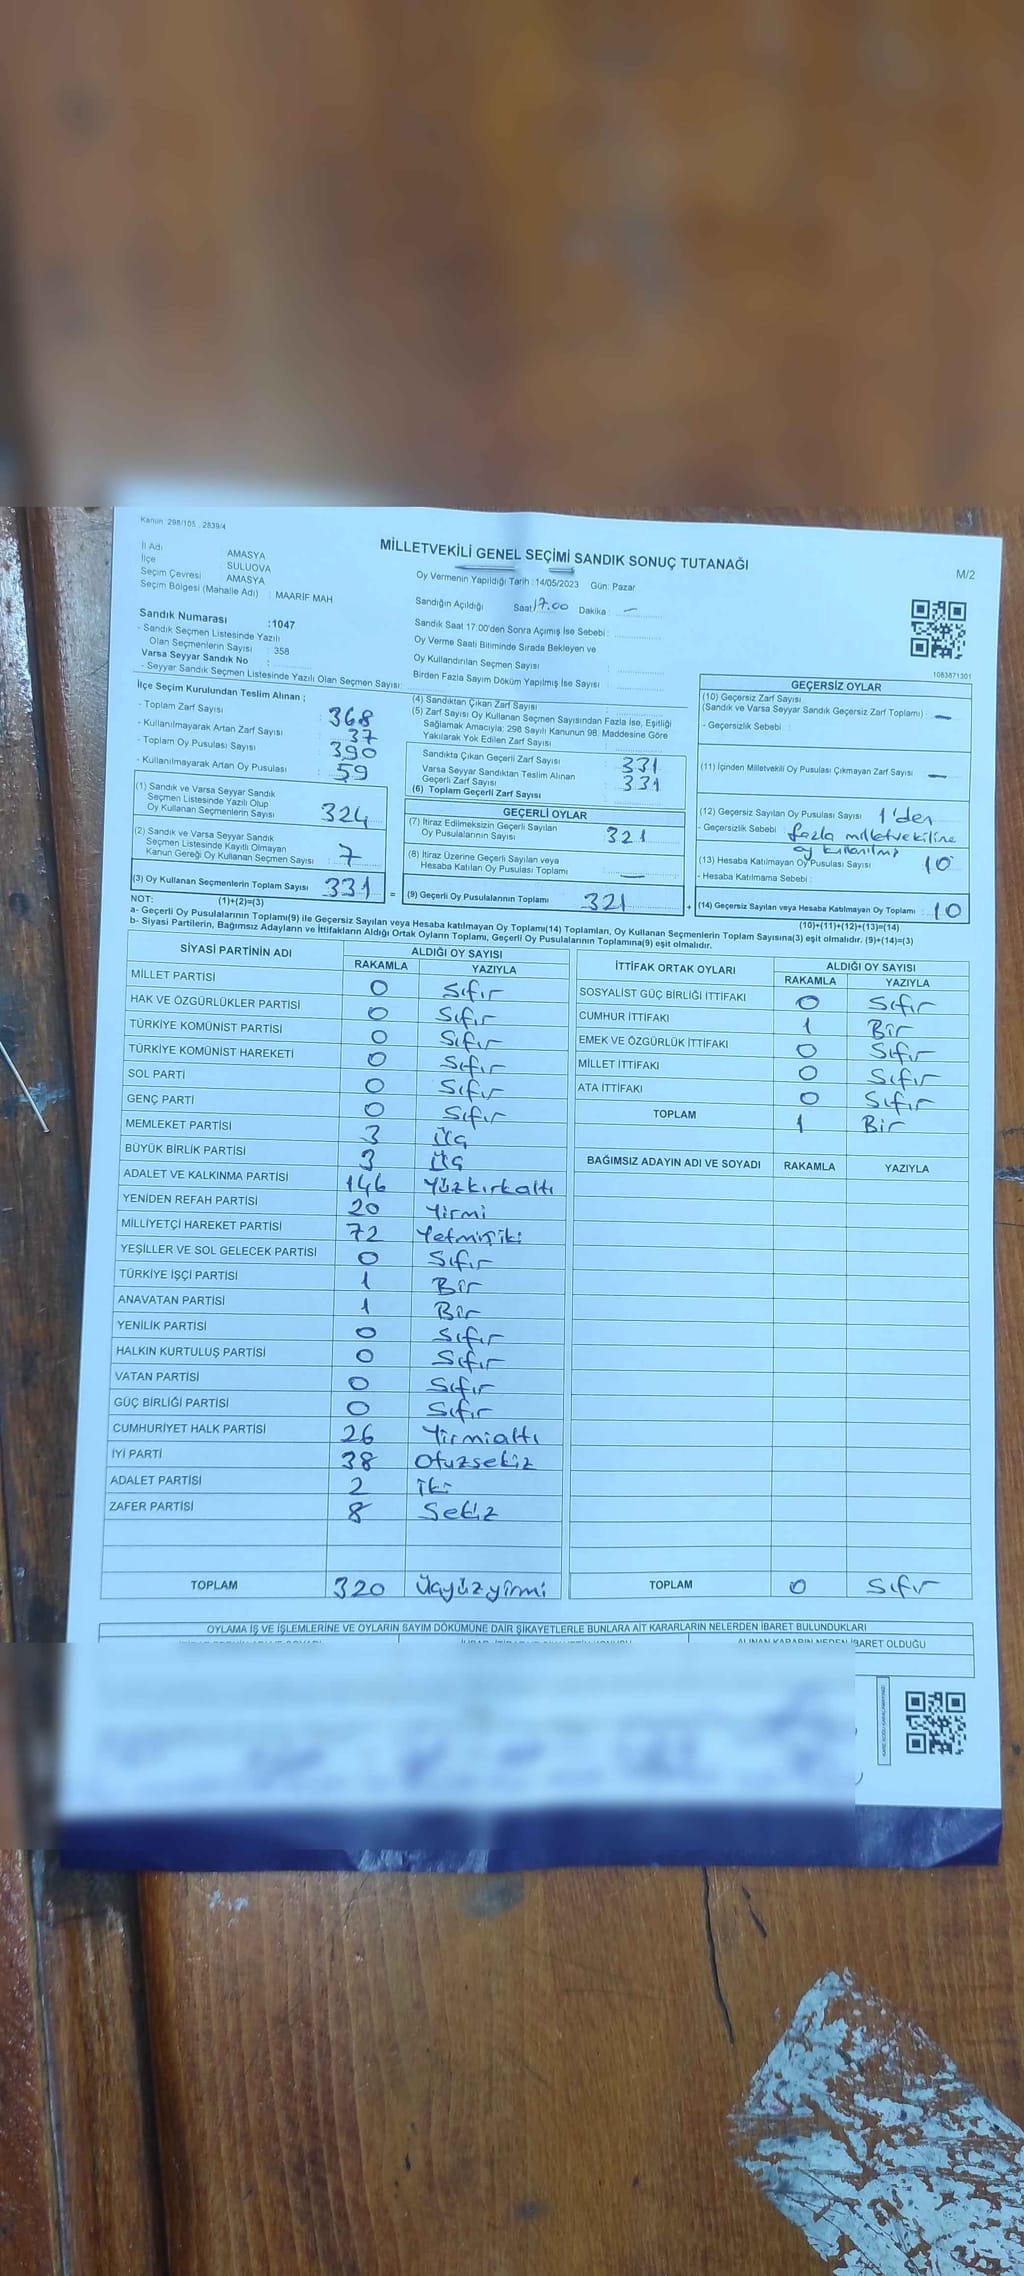 Kanun: 298/105 , 2839/4
MİLLETVEKİLİ GENEL SEÇİMİ SANDIK SONUÇ TUTANAĞI
M/2
İl Adı AMASYA
İlçe SULUOVA
Seçim Çevresi AMASYA
Seçim Bölgesi (Mahalle Adı) : MAARİF MAH
Oy Vermenin Yapıldığı Tarih : 14/05/2023 Gün: Pazar
Sandığın Açıldığı Saat 17.00 Dakika : —
Sandık Saat 17:00'den Sonra Açımış İse Sebebi :
Oy Verme Saati Bitiminde Sırada Bekleyen ve
Oy Kullandırılan Seçmen Sayısı :
Birden Fazla Sayım Döküm Yapılmış İse Sayısı :
Sandık Numarası :1047
- Sandık Seçmen Listesinde Yazılı
Olan Seçmenlerin Sayısı : 358
Varsa Seyyar Sandık No :
- Seyyar Sandık Seçmen Listesinde Yazılı Olan Seçmen Sayısı:
1083871301
İlçe Seçim Kurulundan Teslim Alınan ;
- Toplam Zarf Sayısı : 368
- Kullanılmayarak Artan Zarf Sayısı : 37
- Toplam Oy Pusulası Sayısı : 390
- Kullanılmayarak Artan Oy Pusulası : 59
(1) Sandık ve Varsa Seyyar Sandık
Seçmen Listesinde Yazılı Olup
Oy Kullanan Seçmenlerin Sayısı : 324
(2) Sandık ve Varsa Seyyar Sandık
Seçmen Listesinde Kayıtlı Olmayan
Kanun Gereği Oy Kullanan Seçmen Sayısı : 7
(3) Oy Kullanan Seçmenlerin Toplam Sayısı : 331 =
(1)+(2)=(3)
(4) Sandıktan Çıkan Zarf Sayısı :
(5) Zarf Sayısı Oy Kullanan Seçmen Sayısından Fazla İse, Eşitliği
Sağlamak Amacıyla; 298 Sayılı Kanunun 98. Maddesine Göre
Yakılarak Yok Edilen Zarf Sayısı :
Sandıkta Çıkan Geçerli Zarf Sayısı : 331
Varsa Seyyar Sandıktan Teslim Alınan
Geçerli Zarf Sayısı : 331
(6) Toplam Geçerli Zarf Sayısı :
GEÇERLİ OYLAR
(7) İtiraz Edilmeksizin Geçerli Sayılan
Oy Pusulalarının Sayısı : 321
(8) İtiraz Üzerine Geçerli Sayılan veya
Hesaba Katılan Oy Pusulası Toplamı : —
(9) Geçerli Oy Pusulalarının Toplamı : 321 +
GEÇERSİZ OYLAR
(10) Geçersiz Zarf Sayısı
(Sandık ve Varsa Seyyar Sandık Geçersiz Zarf Toplamı) : —
- Geçersizlik Sebebi :
(11) İçinden Milletvekili Oy Pusulası Çıkmayan Zarf Sayısı : —
(12) Geçersiz Sayılan Oy Pusulası Sayısı : 1'den
- Geçersizlik Sebebi : fazla milletvekiline
oy kullanılmış
(13) Hesaba Katılmayan Oy Pusulası Sayısı : 10
- Hesaba Katılmama Sebebi :
(14) Geçersiz Sayılan veya Hesaba Katılmayan Oy Toplamı : 10
(10)+(11)+(12)+(13)=(14)
NOT:
a- Geçerli Oy Pusulalarının Toplamı(9) ile Geçersiz Sayılan veya Hesaba katılmayan Oy Toplamı(14) Toplamları, Oy Kullanan Seçmenlerin Toplam Sayısına(3) eşit olmalıdır. (9)+(14)=(3)
b- Siyasi Partilerin, Bağımsız Adayların ve İttifakların Aldığı Ortak Oyların Toplamı, Geçerli Oy Pusulalarının Toplamına(9) eşit olmalıdır.
SİYASİ PARTİNİN ADI ALDIĞI OY SAYISI
RAKAMLA YAZIYLA
MİLLET PARTİSİ 0 Sıfır
HAK VE ÖZGÜRLÜKLER PARTİSİ 0 Sıfır
TÜRKİYE KOMÜNİST PARTİSİ 0 Sıfır
TÜRKİYE KOMÜNİST HAREKETİ 0 Sıfır
SOL PARTİ 0 Sıfır
GENÇ PARTİ 0 Sıfır
MEMLEKET PARTİSİ 3 Üç
BÜYÜK BİRLİK PARTİSİ 3 Üç
ADALET VE KALKINMA PARTİSİ 146 Yüzkırkaltı
YENİDEN REFAH PARTİSİ 20 Yirmi
MİLLİYETÇİ HAREKET PARTİSİ 72 Yetmişiki
YEŞİLLER VE SOL GELECEK PARTİSİ 0 Sıfır
TÜRKİYE İŞÇİ PARTİSİ 1 Bir
ANAVATAN PARTİSİ 1 Bir
YENİLİK PARTİSİ 0 Sıfır
HALKIN KURTULUŞ PARTİSİ 0 Sıfır
VATAN PARTİSİ 0 Sıfır
GÜÇ BİRLİĞİ PARTİSİ 0 Sıfır
CUMHURİYET HALK PARTİSİ 26 Yirmialtı
İYİ PARTİ 38 Otuzsekiz
ADALET PARTİSİ 2 İki
ZAFER PARTİSİ 8 Sekiz
TOPLAM 320 Üçyüzyirmi
İTTİFAK ORTAK OYLARI ALDIĞI OY SAYISI
RAKAMLA YAZIYLA
SOSYALİST GÜÇ BİRLİĞİ İTTİFAKI 0 Sıfır
CUMHUR İTTİFAKI 1 Bir
EMEK VE ÖZGÜRLÜK İTTİFAKI 0 Sıfır
MİLLET İTTİFAKI 0 Sıfır
ATA İTTİFAKI 0 Sıfır
TOPLAM 1 Bir
BAĞIMSIZ ADAYIN ADI VE SOYADI RAKAMLA YAZIYLA
TOPLAM 0 Sıfır
OYLAMA İŞ VE İŞLEMLERİNE VE OYLARIN SAYIM DÖKÜMÜNE DAİR ŞİKAYETLERLE BUNLARA AİT KARARLARIN NELERDEN İBARET BULUNDUKLARI
ALINAN KARARIN NEDEN İBARET OLDUĞU